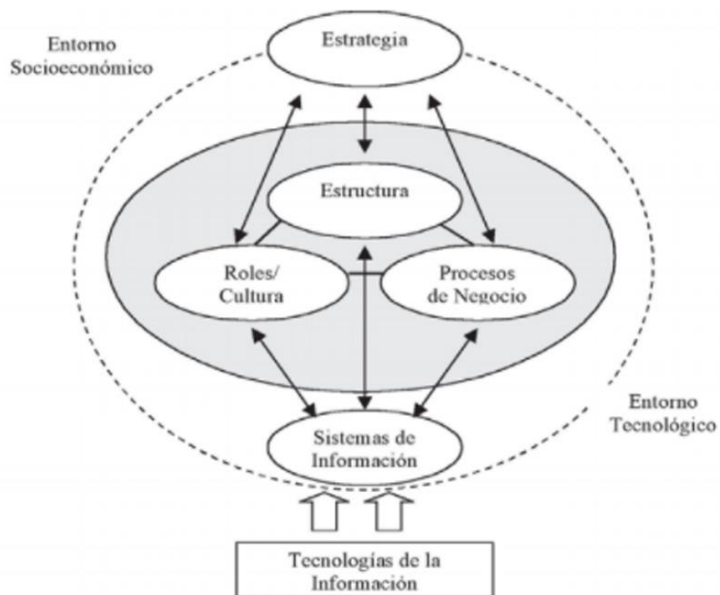 Entorno
Socioeconómico
Estrategia
Estructura
Roles/
Cultura
Procesos
de Negocio
Entorno
Tecnológico
Sistemas de
Información
Tecnologías de la
Información